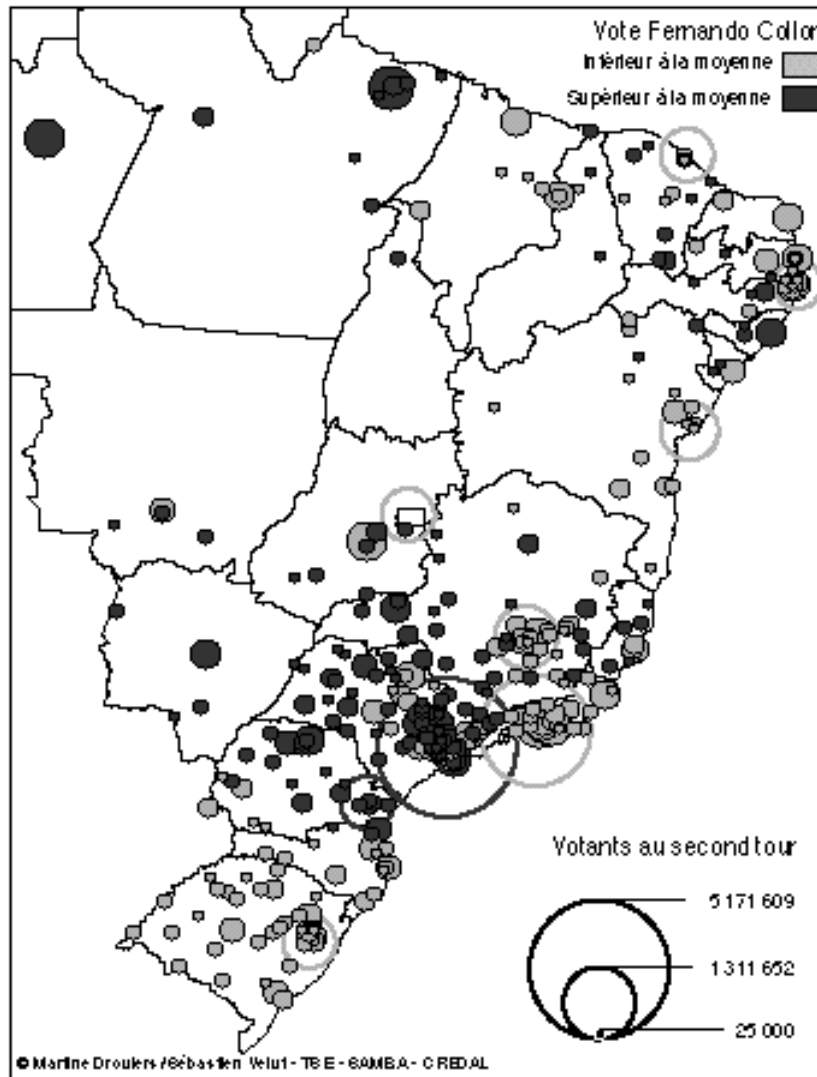 Vote Fernando Collor
Intérieur à la moyenne
Supérieur à la moyenne
Votants au second tour
5 171 609
1 311 652
25 000
© Martine Droulers / Sébastien Velut - TSE - SAMBA - CREDAL